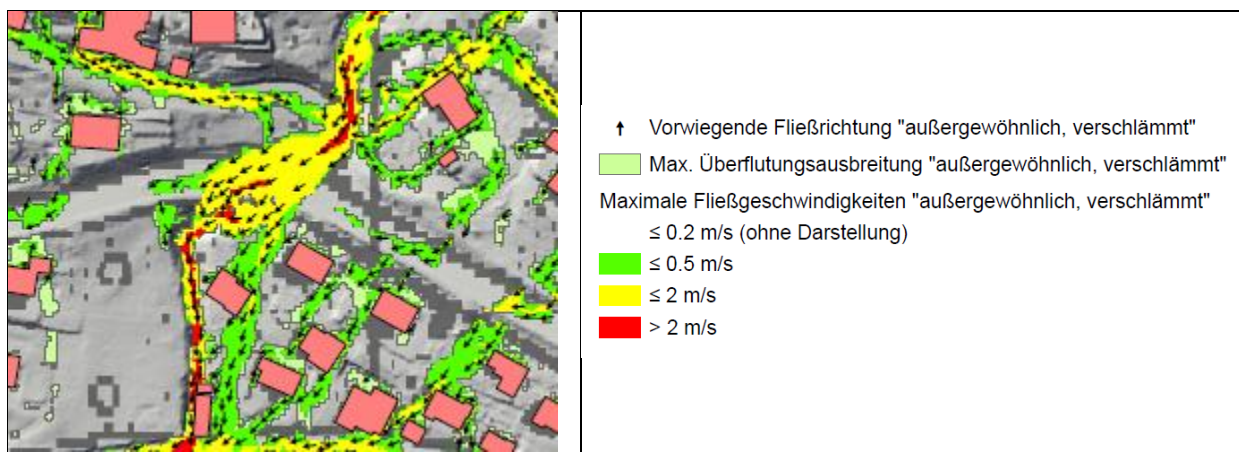 Vorwiegende Fließrichtung "außergewöhnlich, verschlämmt"
Max. Überflutungsausbreitung "außergewöhnlich, verschlämmt"
Maximale Fließgeschwindigkeiten "außergewöhnlich, verschlämmt"
≤ 0.2 m/s (ohne Darstellung)
≤ 0.5 m/s
≤ 2 m/s
> 2 m/s